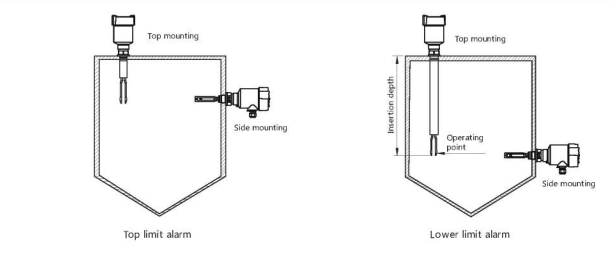 Top mounting
Side mounting
Top limit alarm
Top mounting
Insertion depth
Operating
point
Side mounting
Lower limit alarm